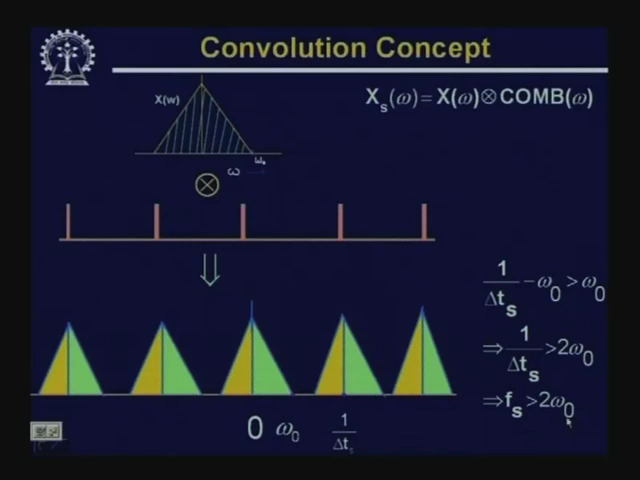 Convolution Concept
X(w)
Xₛ(ω)=X(ω)⊗COMB(ω)
ω
⊗
1/Δtₛ −ω₀>ω₀
⇒1/Δtₛ>2ω₀
⇒fₛ>2ω₀
0 ω₀ 1/Δtₛ